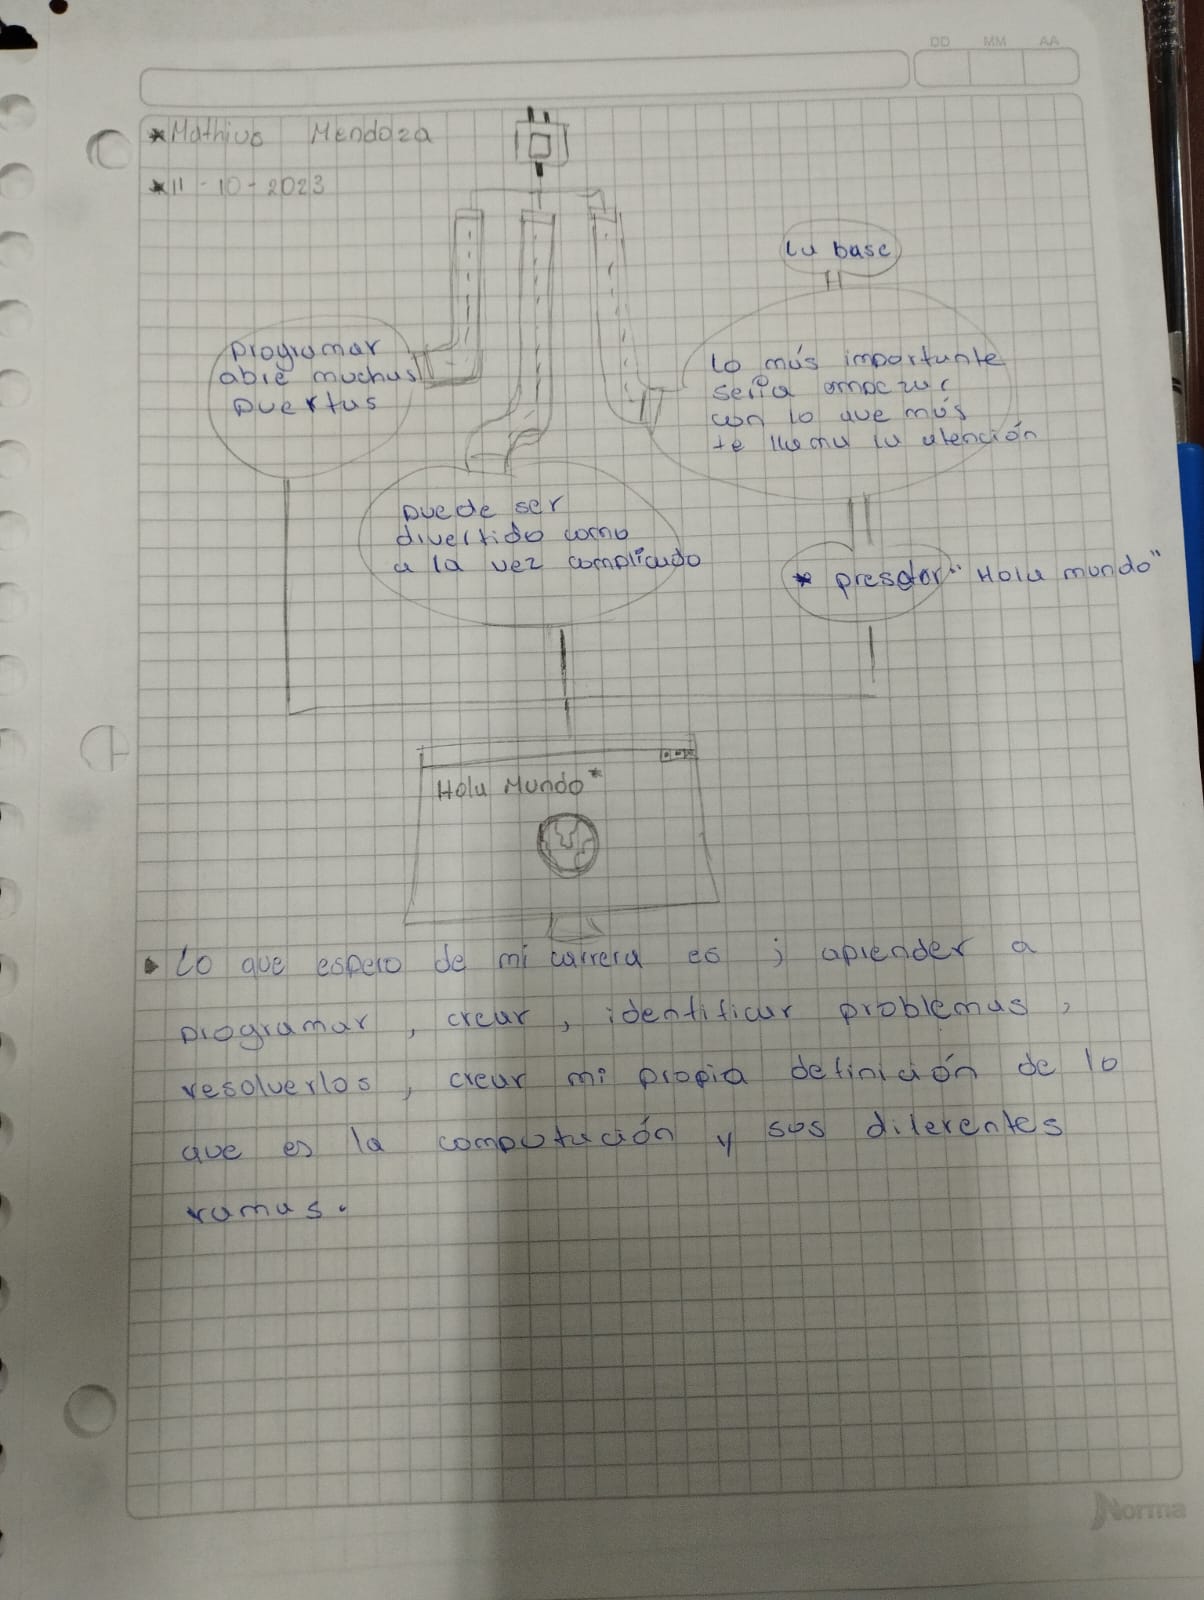 DD MM AA
*Mathius Mendoza
*11-10-2023
La base
Programar
abre muchas
puertas
Lo más importante
sería empezar
con lo que más
te llama la atención
puede ser
divertido como
a la vez complicado
* "Hola mundo"
Hola Mundo*
• Lo que espero de mi carrera es ; aprender a
programar , crear , identificar problemas ,
resolverlos , crear mi propia definición de lo
que es la computación y sus diferentes
ramas.
Norma